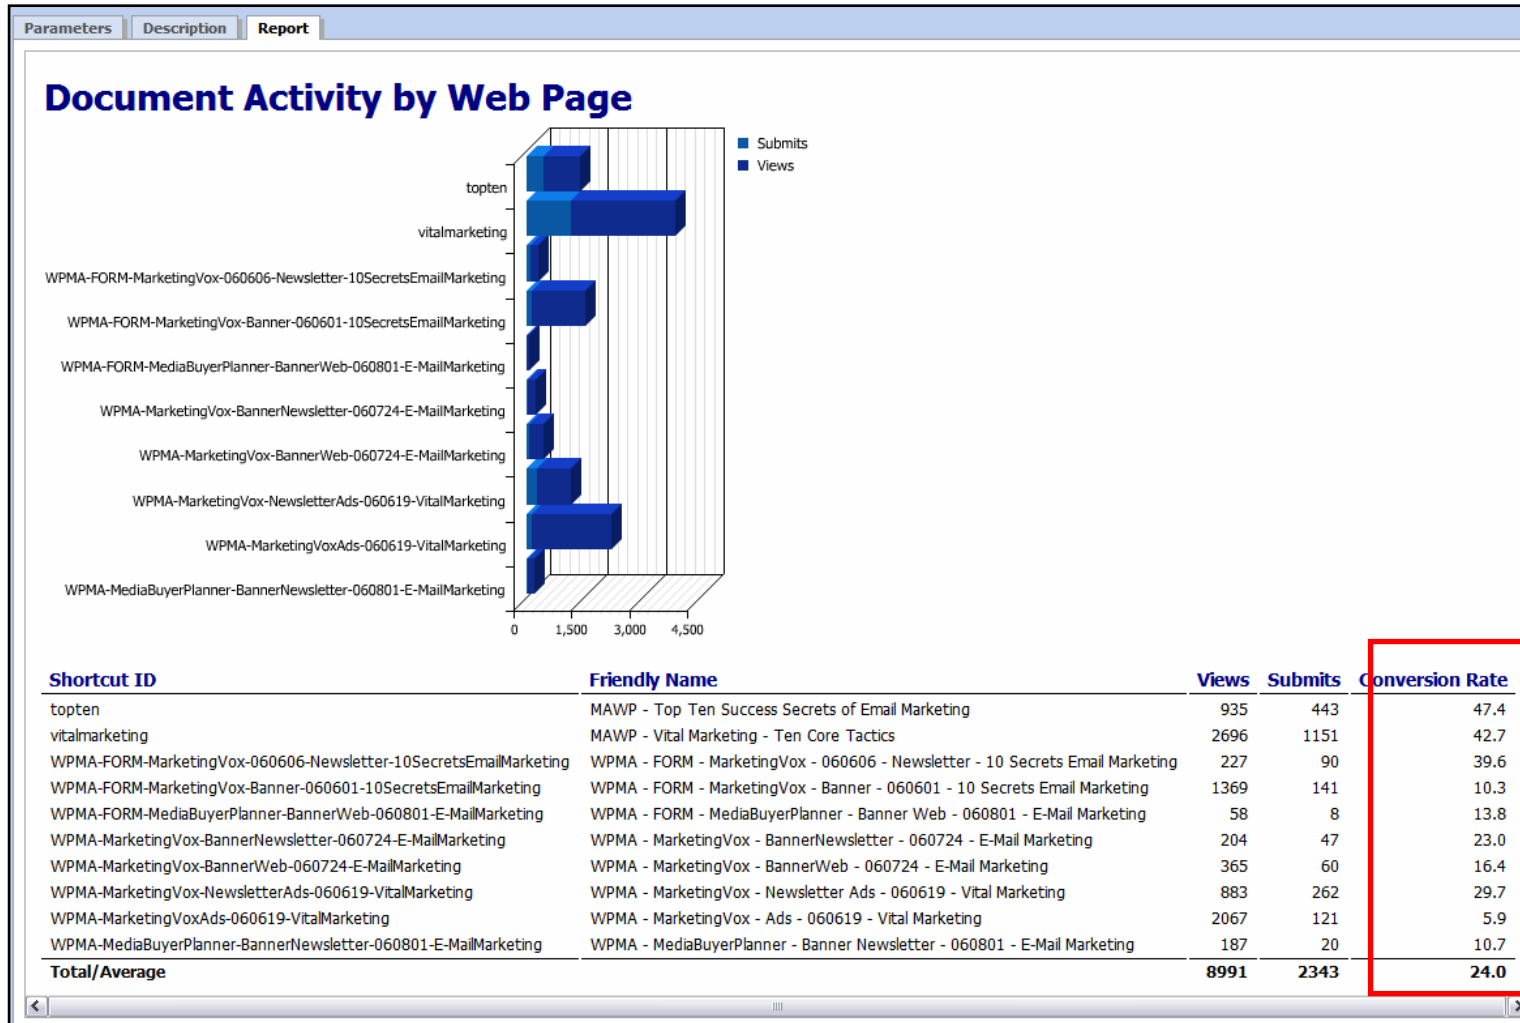 Parameters Description Report
Document Activity by Web Page
Submits
Views
topten
vitalmarketing
WPMA-FORM-MarketingVox-060606-Newsletter-10SecretsEmailMarketing
WPMA-FORM-MarketingVox-Banner-060601-10SecretsEmailMarketing
WPMA-FORM-MediaBuyerPlanner-BannerWeb-060801-E-MailMarketing
WPMA-MarketingVox-BannerNewsletter-060724-E-MailMarketing
WPMA-MarketingVox-BannerWeb-060724-E-MailMarketing
WPMA-MarketingVox-NewsletterAds-060619-VitalMarketing
WPMA-MarketingVoxAds-060619-VitalMarketing
WPMA-MediaBuyerPlanner-BannerNewsletter-060801-E-MailMarketing
0 1,500 3,000 4,500
Shortcut ID Friendly Name Views Submits Conversion Rate
topten MAWP - Top Ten Success Secrets of Email Marketing 935 443 47.4
vitalmarketing MAWP - Vital Marketing - Ten Core Tactics 2696 1151 42.7
WPMA-FORM-MarketingVox-060606-Newsletter-10SecretsEmailMarketing WPMA - FORM - MarketingVox - 060606 - Newsletter - 10 Secrets Email Marketing 227 90 39.6
WPMA-FORM-MarketingVox-Banner-060601-10SecretsEmailMarketing WPMA - FORM - MarketingVox - Banner - 060601 - 10 Secrets Email Marketing 1369 141 10.3
WPMA-FORM-MediaBuyerPlanner-BannerWeb-060801-E-MailMarketing WPMA - FORM - MediaBuyerPlanner - Banner Web - 060801 - E-Mail Marketing 58 8 13.8
WPMA-MarketingVox-BannerNewsletter-060724-E-MailMarketing WPMA - MarketingVox - BannerNewsletter - 060724 - E-Mail Marketing 204 47 23.0
WPMA-MarketingVox-BannerWeb-060724-E-MailMarketing WPMA - MarketingVox - BannerWeb - 060724 - E-Mail Marketing 365 60 16.4
WPMA-MarketingVox-NewsletterAds-060619-VitalMarketing WPMA - MarketingVox - Newsletter Ads - 060619 - Vital Marketing 883 262 29.7
WPMA-MarketingVoxAds-060619-VitalMarketing WPMA - MarketingVox - Ads - 060619 - Vital Marketing 2067 121 5.9
WPMA-MediaBuyerPlanner-BannerNewsletter-060801-E-MailMarketing WPMA - MediaBuyerPlanner - Banner Newsletter - 060801 - E-Mail Marketing 187 20 10.7
Total/Average 8991 2343 24.0